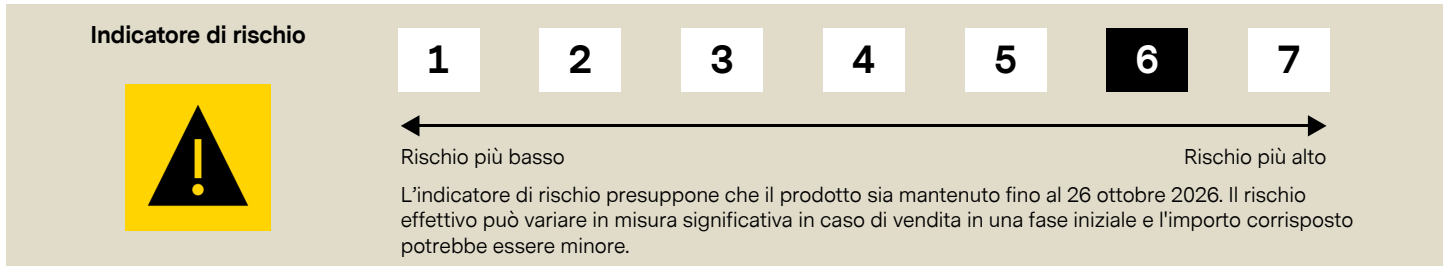 Indicatore di rischio
1 2 3 4 5 6 7
Rischio più basso Rischio più alto
L’indicatore di rischio presuppone che il prodotto sia mantenuto fino al 26 ottobre 2026. Il rischio
effettivo può variare in misura significativa in caso di vendita in una fase iniziale e l'importo corrisposto
potrebbe essere minore.